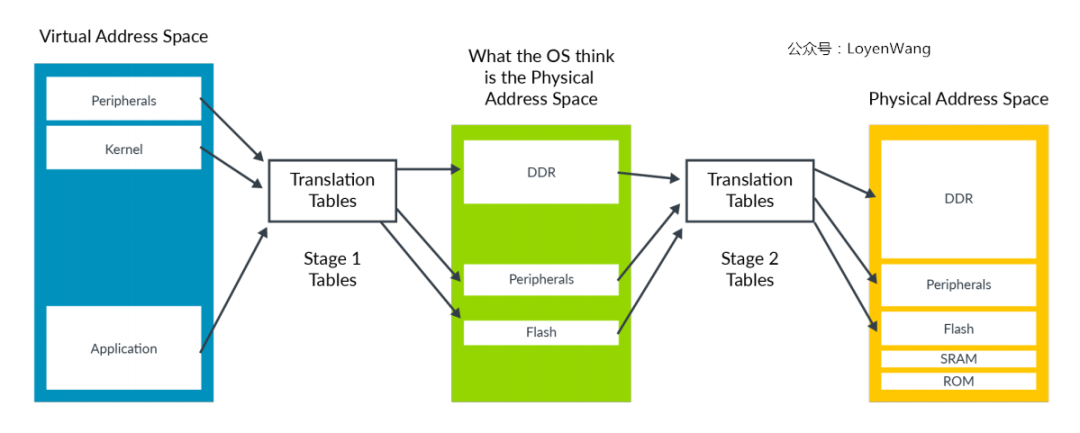 Virtual Address Space
Peripherals
Kernel
Application
Translation
Tables
Stage 1
Tables
What the OS think
is the Physical
Address Space
DDR
Peripherals
Flash
Translation
Tables
Stage 2
Tables
公众号：LoyenWang
Physical Address Space
DDR
Peripherals
Flash
SRAM
ROM